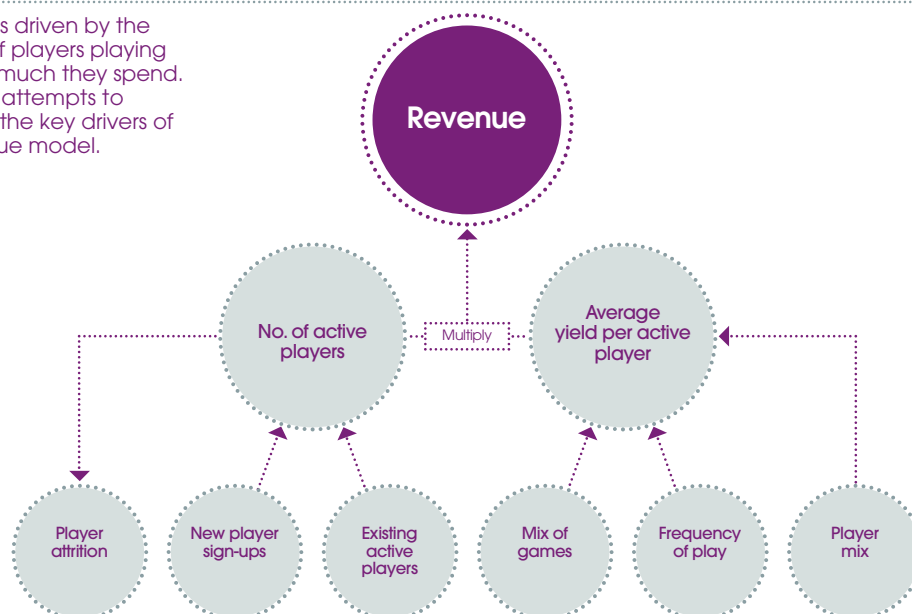 s driven by the
f players playing
much they spend.
attempts to
the key drivers of
ue model.
Revenue
No. of active
players
Multiply
Average
yield per active
player
Player
attrition
New player
sign-ups
Existing
active
players
Mix of
games
Frequency
of play
Player
mix